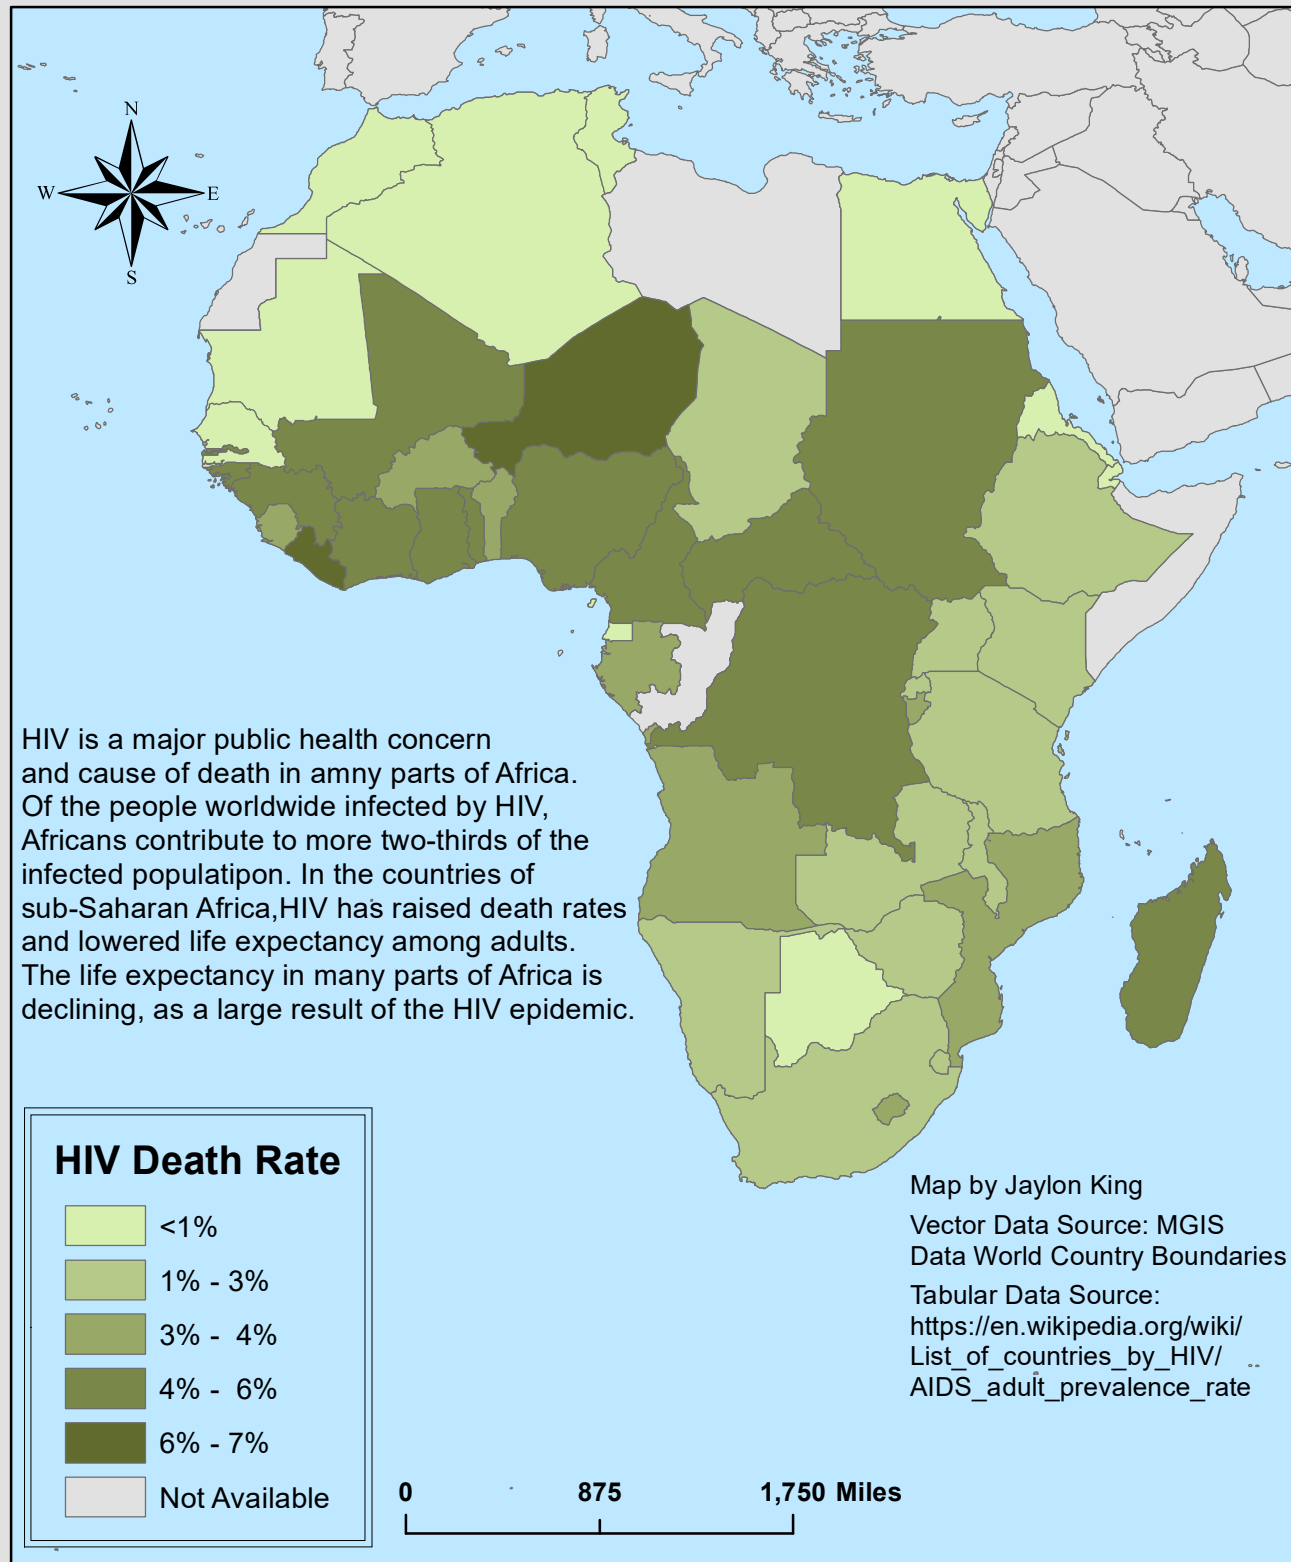 N
W
E
S
HIV is a major public health concern
and cause of death in amny parts of Africa.
Of the people worldwide infected by HIV,
Africans contribute to more two-thirds of the
infected populatipon. In the countries of
sub-Saharan Africa,HIV has raised death rates
and lowered life expectancy among adults.
The life expectancy in many parts of Africa is
declining, as a large result of the HIV epidemic.
HIV Death Rate
<1%
1% - 3%
3% - 4%
4% - 6%
6% - 7%
Not Available
Map by Jaylon King
Vector Data Source: MGIS
Data World Country Boundaries
Tabular Data Source:
https://en.wikipedia.org/wiki/
List_of_countries_by_HIV/
AIDS_adult_prevalence_rate
0 875 1,750 Miles